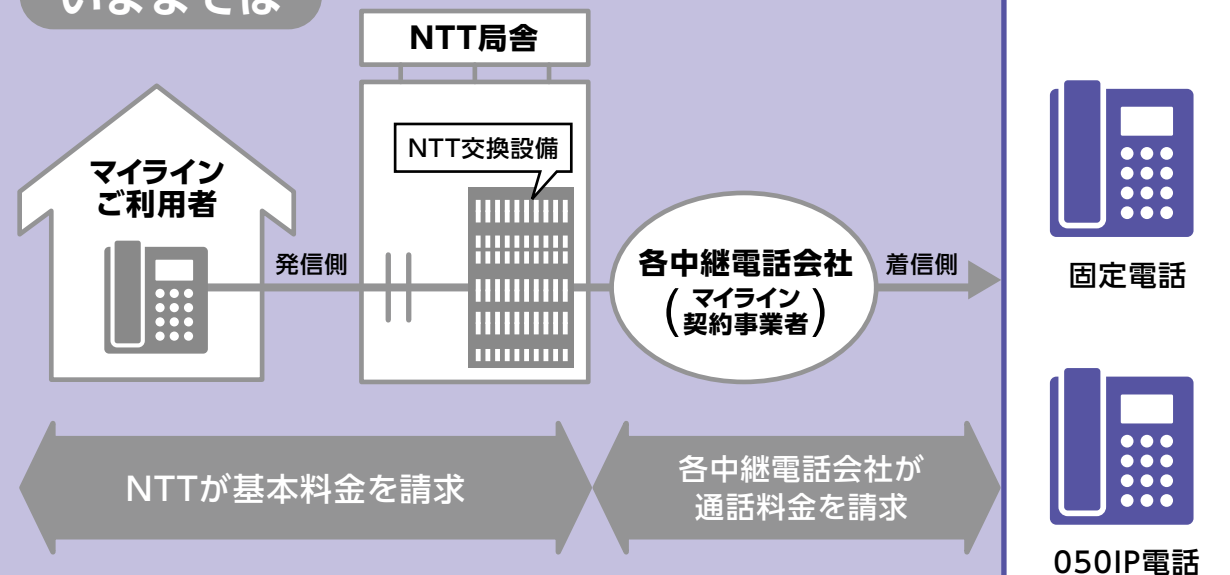 いままでは
NTT局舎
NTT交換設備
マイライン
ご利用者
発信側
各中継電話会社
(マイライン
契約事業者)
着信側
固定電話
NTTが基本料金を請求
各中継電話会社が
通話料金を請求
050IP電話